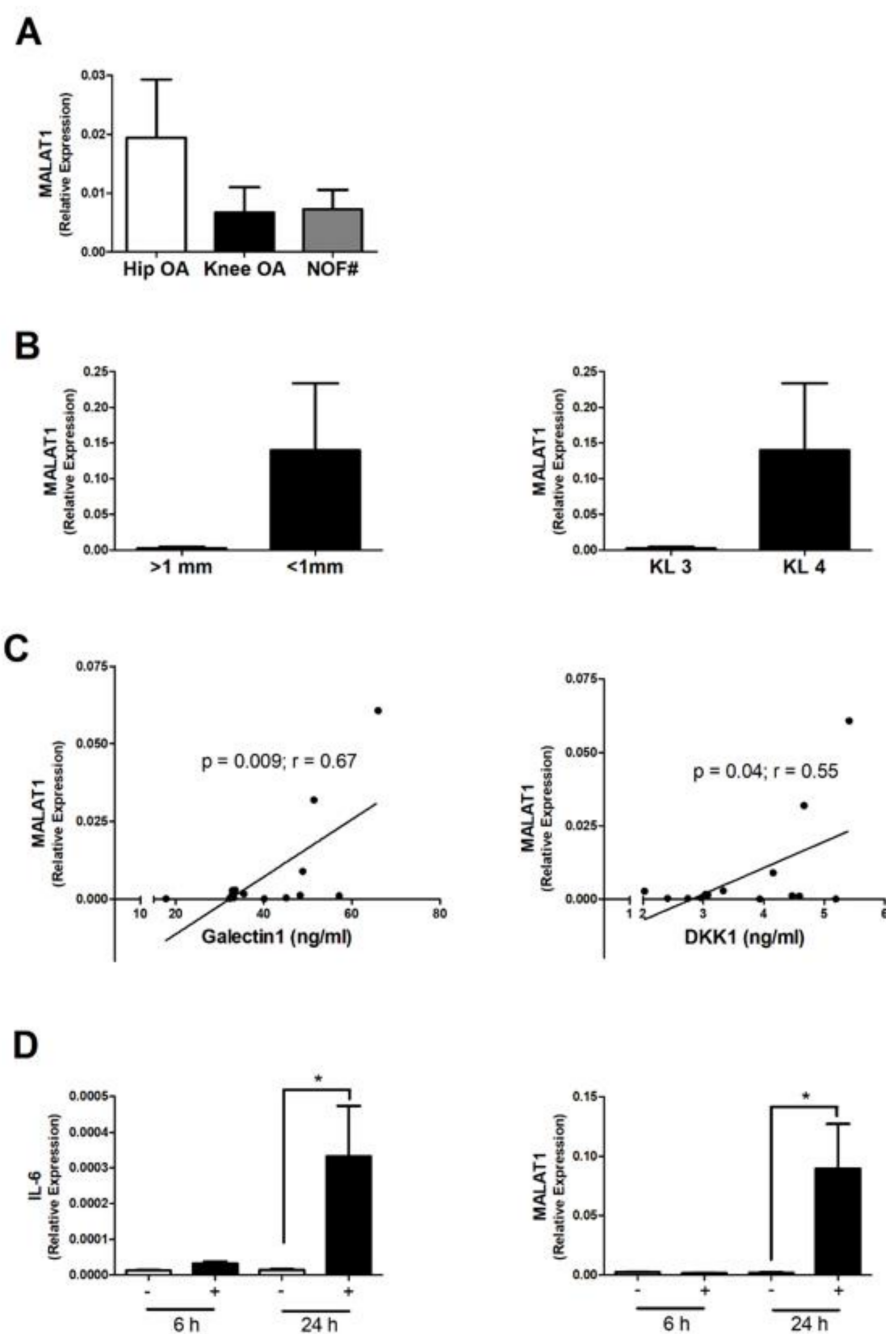 A
MALAT1
(Relative Expression)
0.03
0.02
0.01
0.00
Hip OA Knee OA NOF#
B
MALAT1
(Relative Expression)
0.25
0.20
0.15
0.10
0.05
0.00
>1 mm <1mm
MALAT1
(Relative Expression)
0.25
0.20
0.15
0.10
0.05
0.00
KL 3 KL 4
C
MALAT1
(Relative Expression)
0.075
0.050
0.025
0.000
p = 0.009; r = 0.67
10 20 40 60 80
Galectin1 (ng/ml)
MALAT1
(Relative Expression)
0.075
0.050
0.025
0.000
p = 0.04; r = 0.55
1 2 3 4 5 6
DKK1 (ng/ml)
D
IL-6
(Relative Expression)
0.0005
0.0004
0.0003
0.0002
0.0001
0.0000
*
- + - +
6 h 24 h
MALAT1
(Relative Expression)
0.15
0.10
0.05
0.00
*
- + - +
6 h 24 h